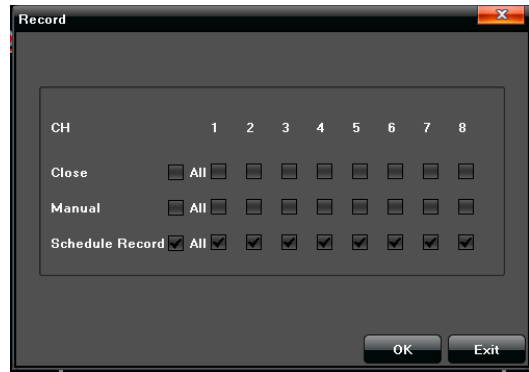 Record
CH 1 2 3 4 5 6 7 8
Close All
Manual All
Schedule Record All
OK Exit